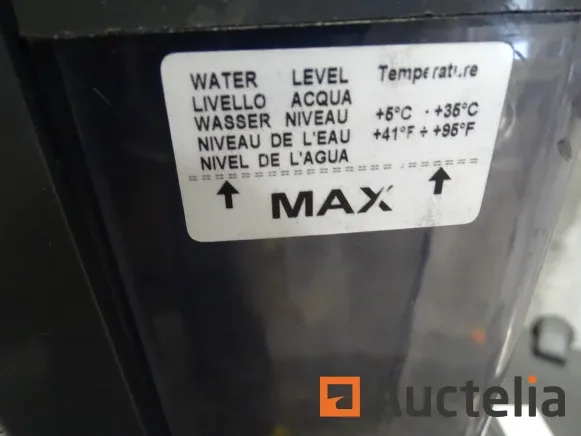 WATER LEVEL Temperature
LIVELLO ACQUA
WASSER NIVEAU +5°C ÷ +35°C
NIVEAU DE L'EAU +41°F ÷ +95°F
NIVEL DE L'AGUA
MAX
Auctelia